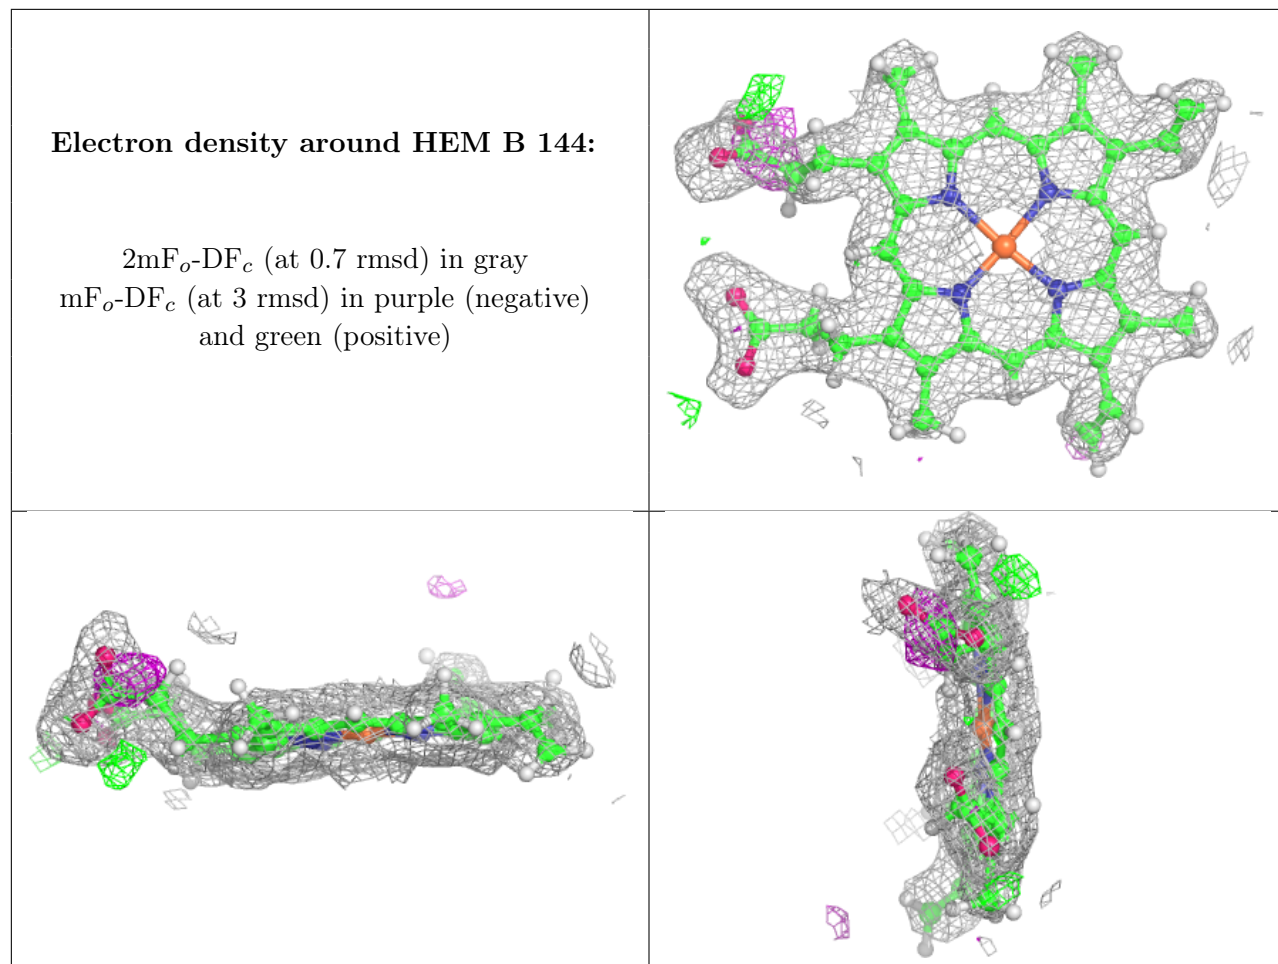 Electron density around HEM B 144:
2mFo-DFc (at 0.7 rmsd) in gray
mFo-DFc (at 3 rmsd) in purple (negative)
and green (positive)